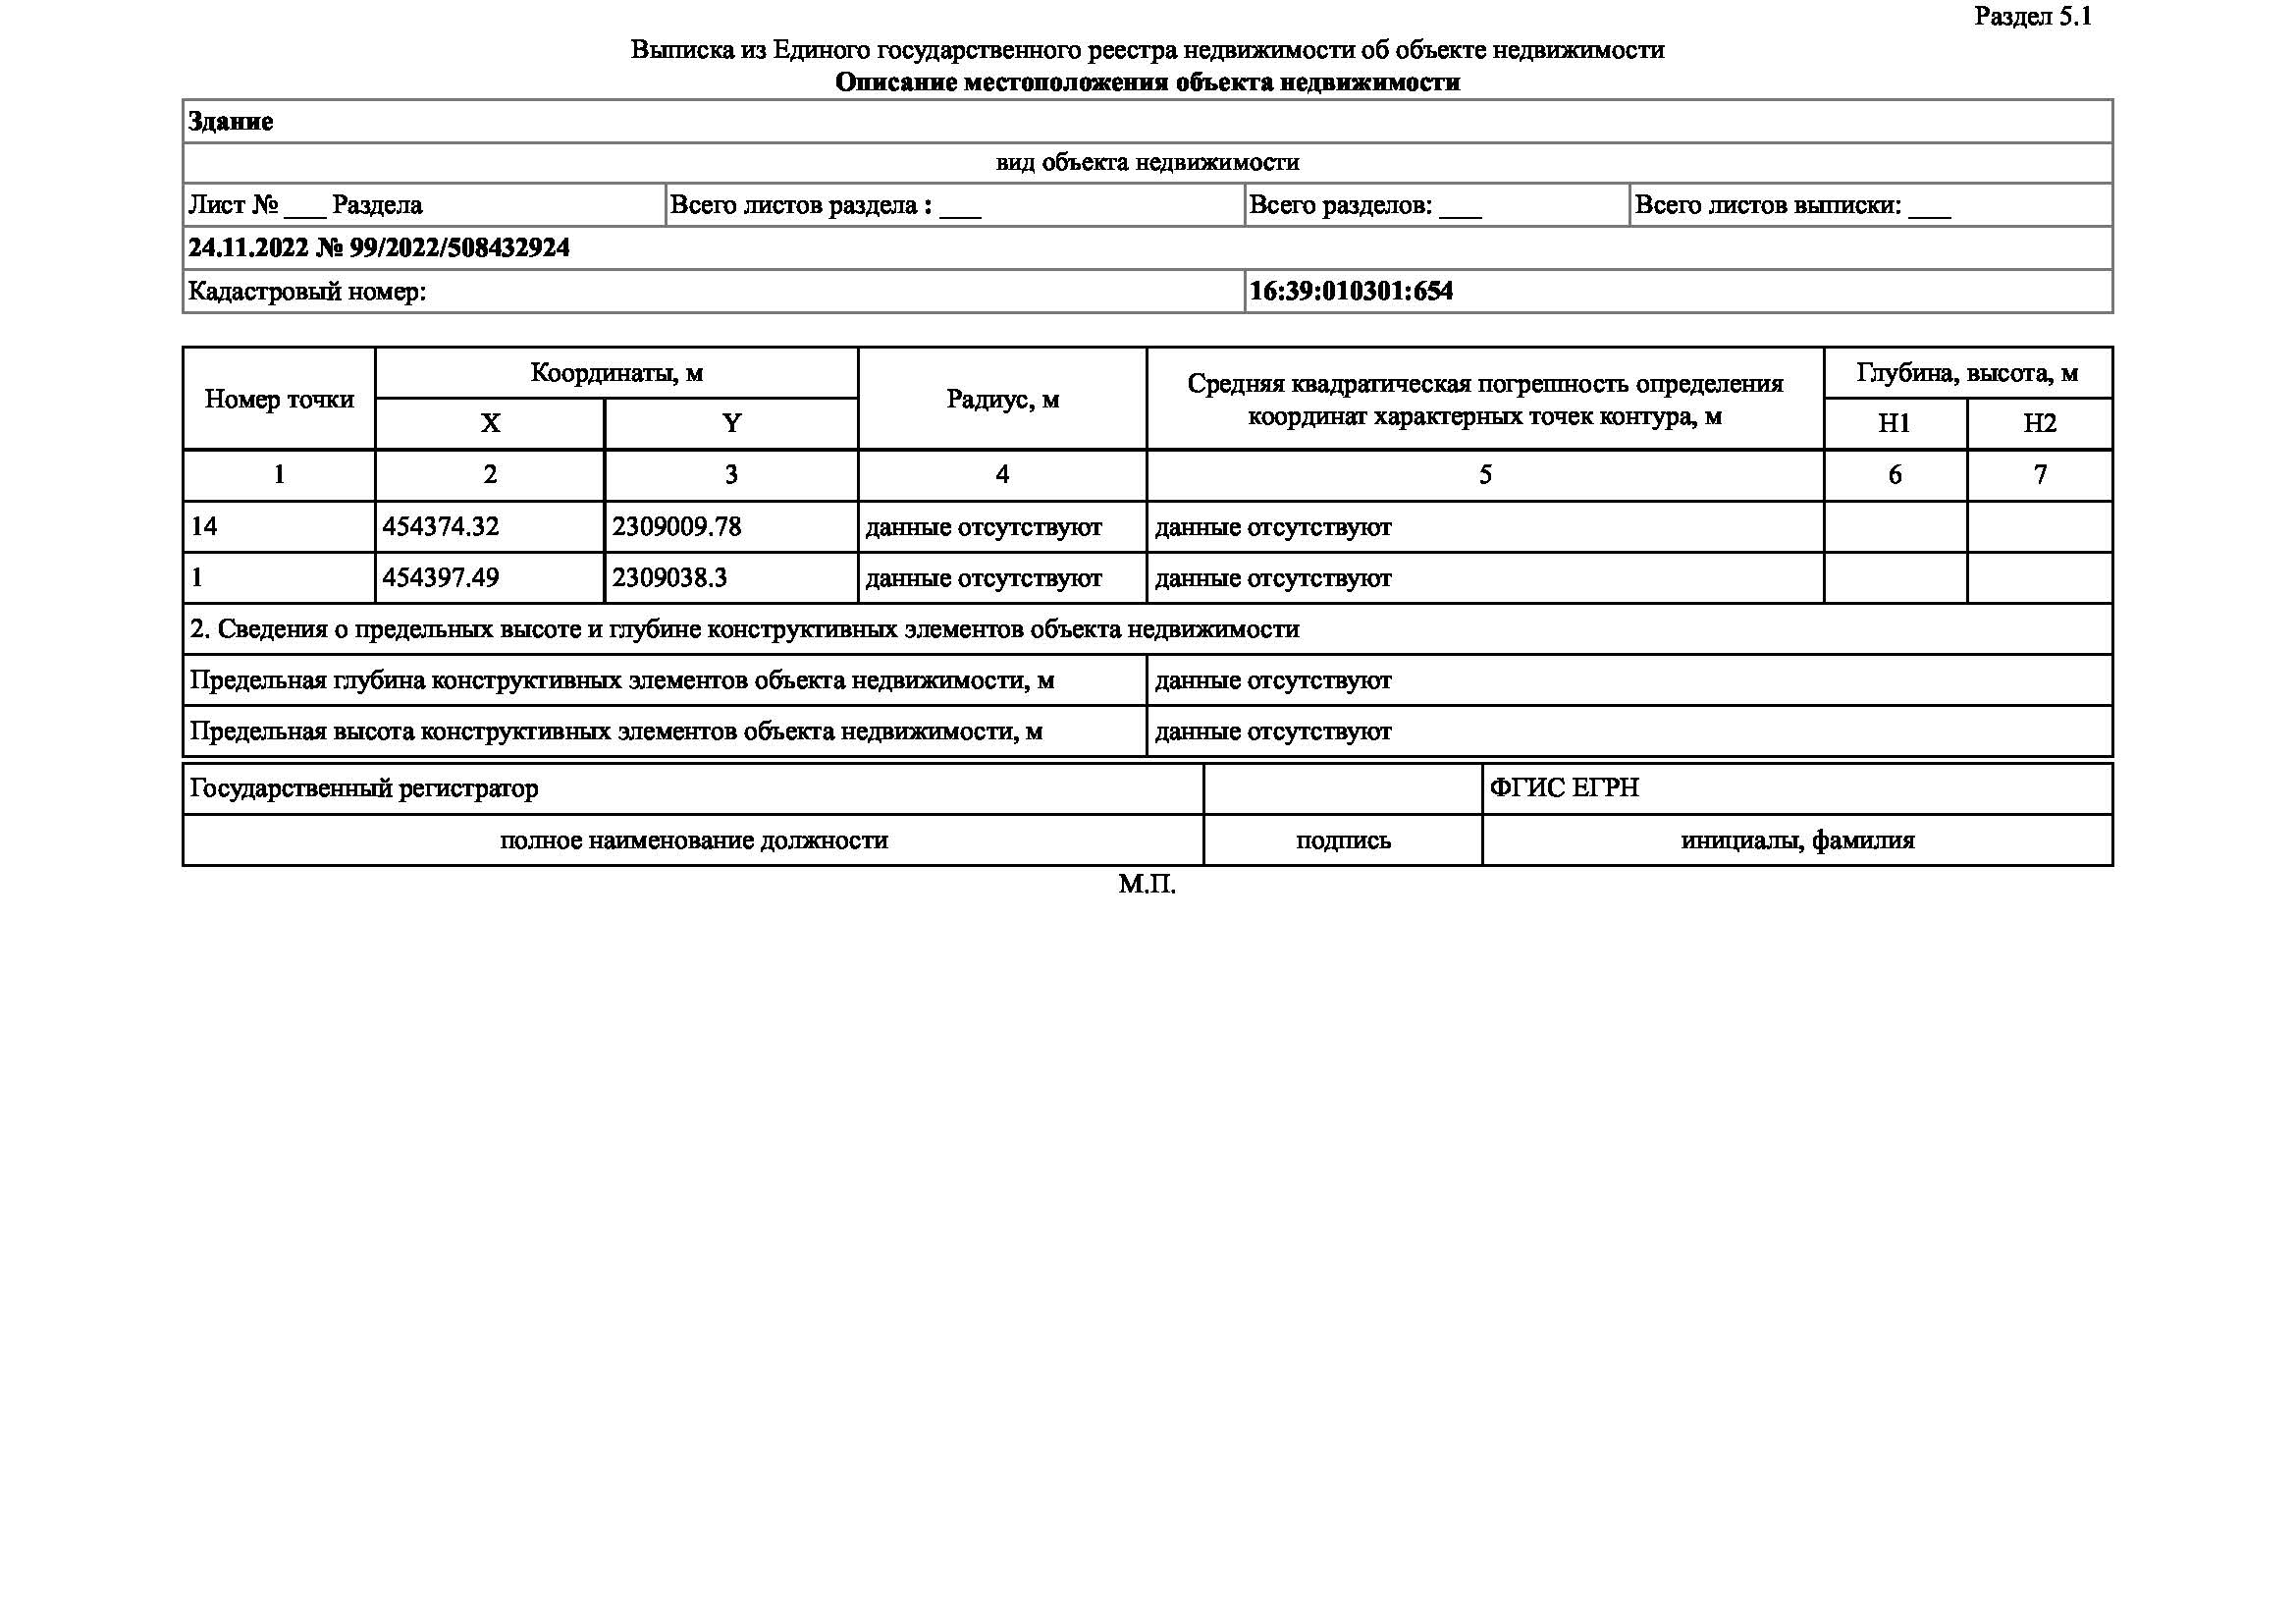 Раздел 5.1
Выписка из Единого государственного реестра недвижимости об объекте недвижимости
Описание местоположения объекта недвижимости
Здание
вид объекта недвижимости
Лист № ___ Раздела	Всего листов раздела : ___	Всего разделов: ___	Всего листов выписки: ___
24.11.2022 № 99/2022/508432924
Кадастровый номер:	16:39:010301:654
Номер точки	Координаты, м	Радиус, м	Средняя квадратическая погрешность определения	Глубина, высота, м
координат характерных точек контура, м
X	Y	H1	H2
1	2	3	4	5	6	7
14	454374.32	2309009.78	данные отсутствуют	данные отсутствуют
1	454397.49	2309038.3	данные отсутствуют	данные отсутствуют
2. Сведения о предельных высоте и глубине конструктивных элементов объекта недвижимости
Предельная глубина конструктивных элементов объекта недвижимости, м	данные отсутствуют
Предельная высота конструктивных элементов объекта недвижимости, м	данные отсутствуют
Государственный регистратор	ФГИС ЕГРН
полное наименование должности	подпись	инициалы, фамилия
М.П.